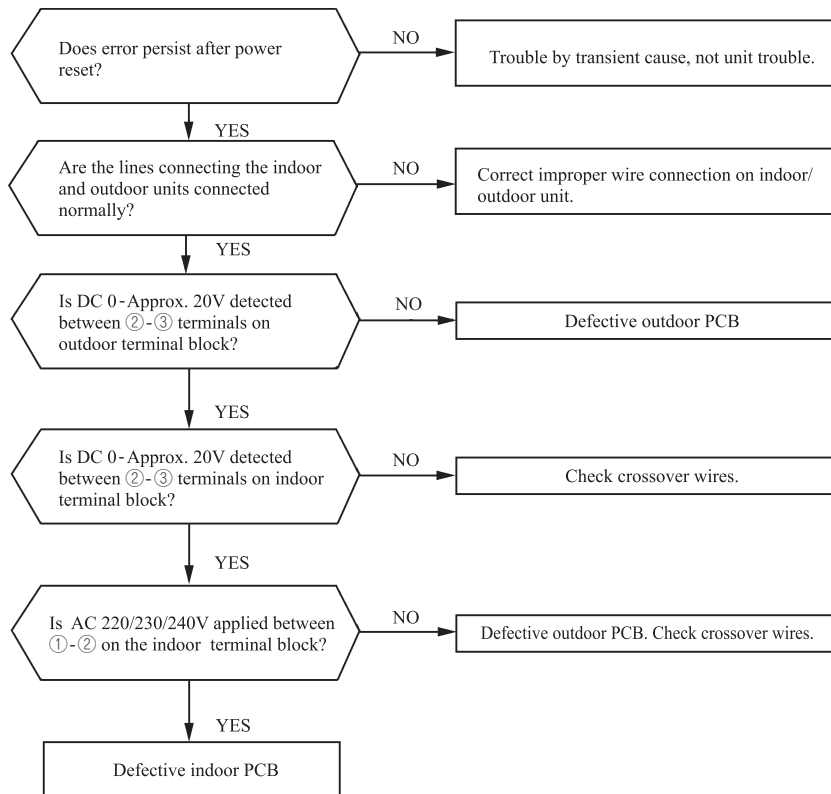 Does error persist after power
reset?
NO
Trouble by transient cause, not unit trouble.
YES
Are the lines connecting the indoor
and outdoor units connected
normally?
NO
Correct improper wire connection on indoor/
outdoor unit.
YES
Is DC 0-Approx. 20V detected
between ②-③ terminals on
outdoor terminal block?
NO
Defective outdoor PCB
YES
Is DC 0-Approx. 20V detected
between ②-③ terminals on indoor
terminal block?
NO
Check crossover wires.
YES
Is AC 220/230/240V applied between
①-② on the indoor terminal block?
NO
Defective outdoor PCB. Check crossover wires.
YES
Defective indoor PCB